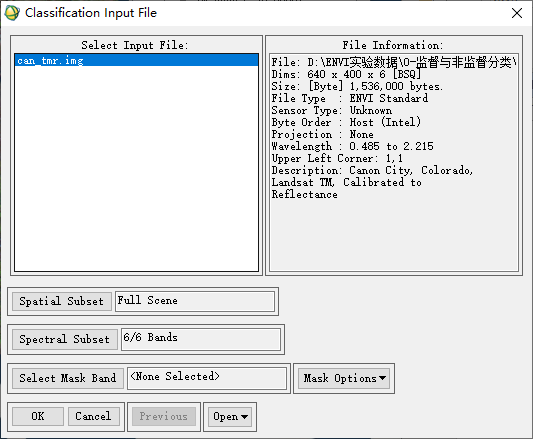 Classification Input File
Select Input File:
can_tmr.img
File Information:
File: D:\ENVI实验数据\0-监督与非监督分类\
Dims: 640 x 400 x 6 [BSQ]
Size: [Byte] 1,536,000 bytes.
File Type : ENVI Standard
Sensor Type: Unknown
Byte Order : Host (Intel)
Projection : None
Wavelength : 0.485 to 2.215
Upper Left Corner: 1,1
Description: Canon City, Colorado,
Landsat TM, Calibrated to
Reflectance
Spatial Subset Full Scene
Spectral Subset 6/6 Bands
Select Mask Band <None Selected> Mask Options
OK Cancel Previous Open